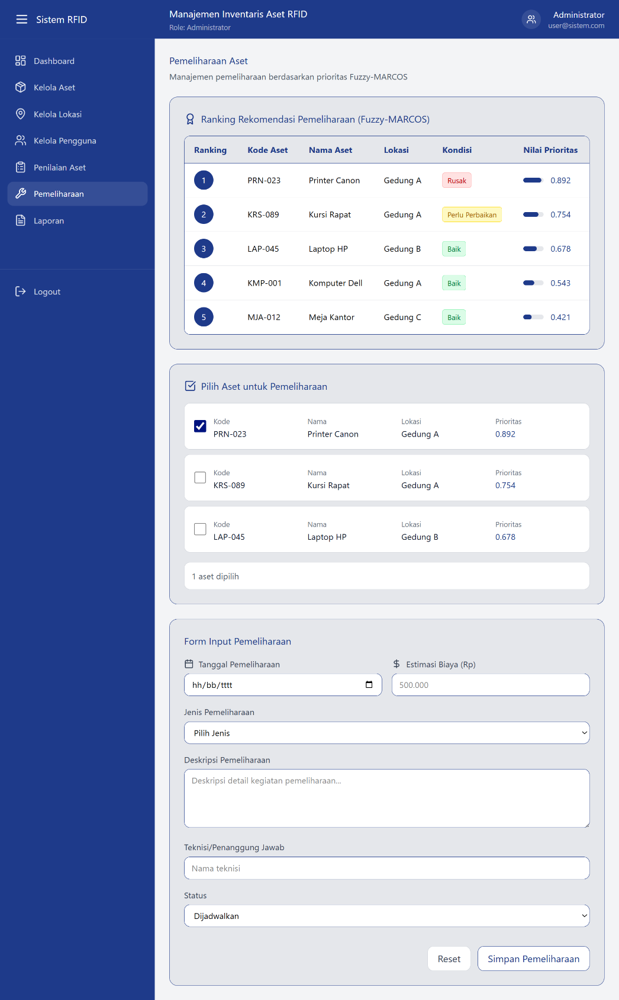 Sistem RFID
Manajemen Inventaris Aset RFID
Role: Administrator
Administrator
user@sistem.com
Dashboard
Kelola Aset
Kelola Lokasi
Kelola Pengguna
Penilaian Aset
Pemeliharaan
Laporan
Logout
Pemeliharaan Aset
Manajemen pemeliharaan berdasarkan prioritas Fuzzy-MARCOS
Ranking Rekomendasi Pemeliharaan (Fuzzy-MARCOS)
Ranking Kode Aset Nama Aset Lokasi Kondisi Nilai Prioritas
1 PRN-023 Printer Canon Gedung A Rusak 0.892
2 KRS-089 Kursi Rapat Gedung A Perlu Perbaikan 0.754
3 LAP-045 Laptop HP Gedung B Baik 0.678
4 KMP-001 Komputer Dell Gedung A Baik 0.543
5 MJA-012 Meja Kantor Gedung C Baik 0.421
Pilih Aset untuk Pemeliharaan
Kode Nama Lokasi Prioritas
PRN-023 Printer Canon Gedung A 0.892
Kode Nama Lokasi Prioritas
KRS-089 Kursi Rapat Gedung A 0.754
Kode Nama Lokasi Prioritas
LAP-045 Laptop HP Gedung B 0.678
1 aset dipilih
Form Input Pemeliharaan
Tanggal Pemeliharaan
hh/bb/tttt
Estimasi Biaya (Rp)
500.000
Jenis Pemeliharaan
Pilih Jenis
Deskripsi Pemeliharaan
Deskripsi detail kegiatan pemeliharaan...
Teknisi/Penanggung Jawab
Nama teknisi
Status
Dijadwalkan
Reset Simpan Pemeliharaan